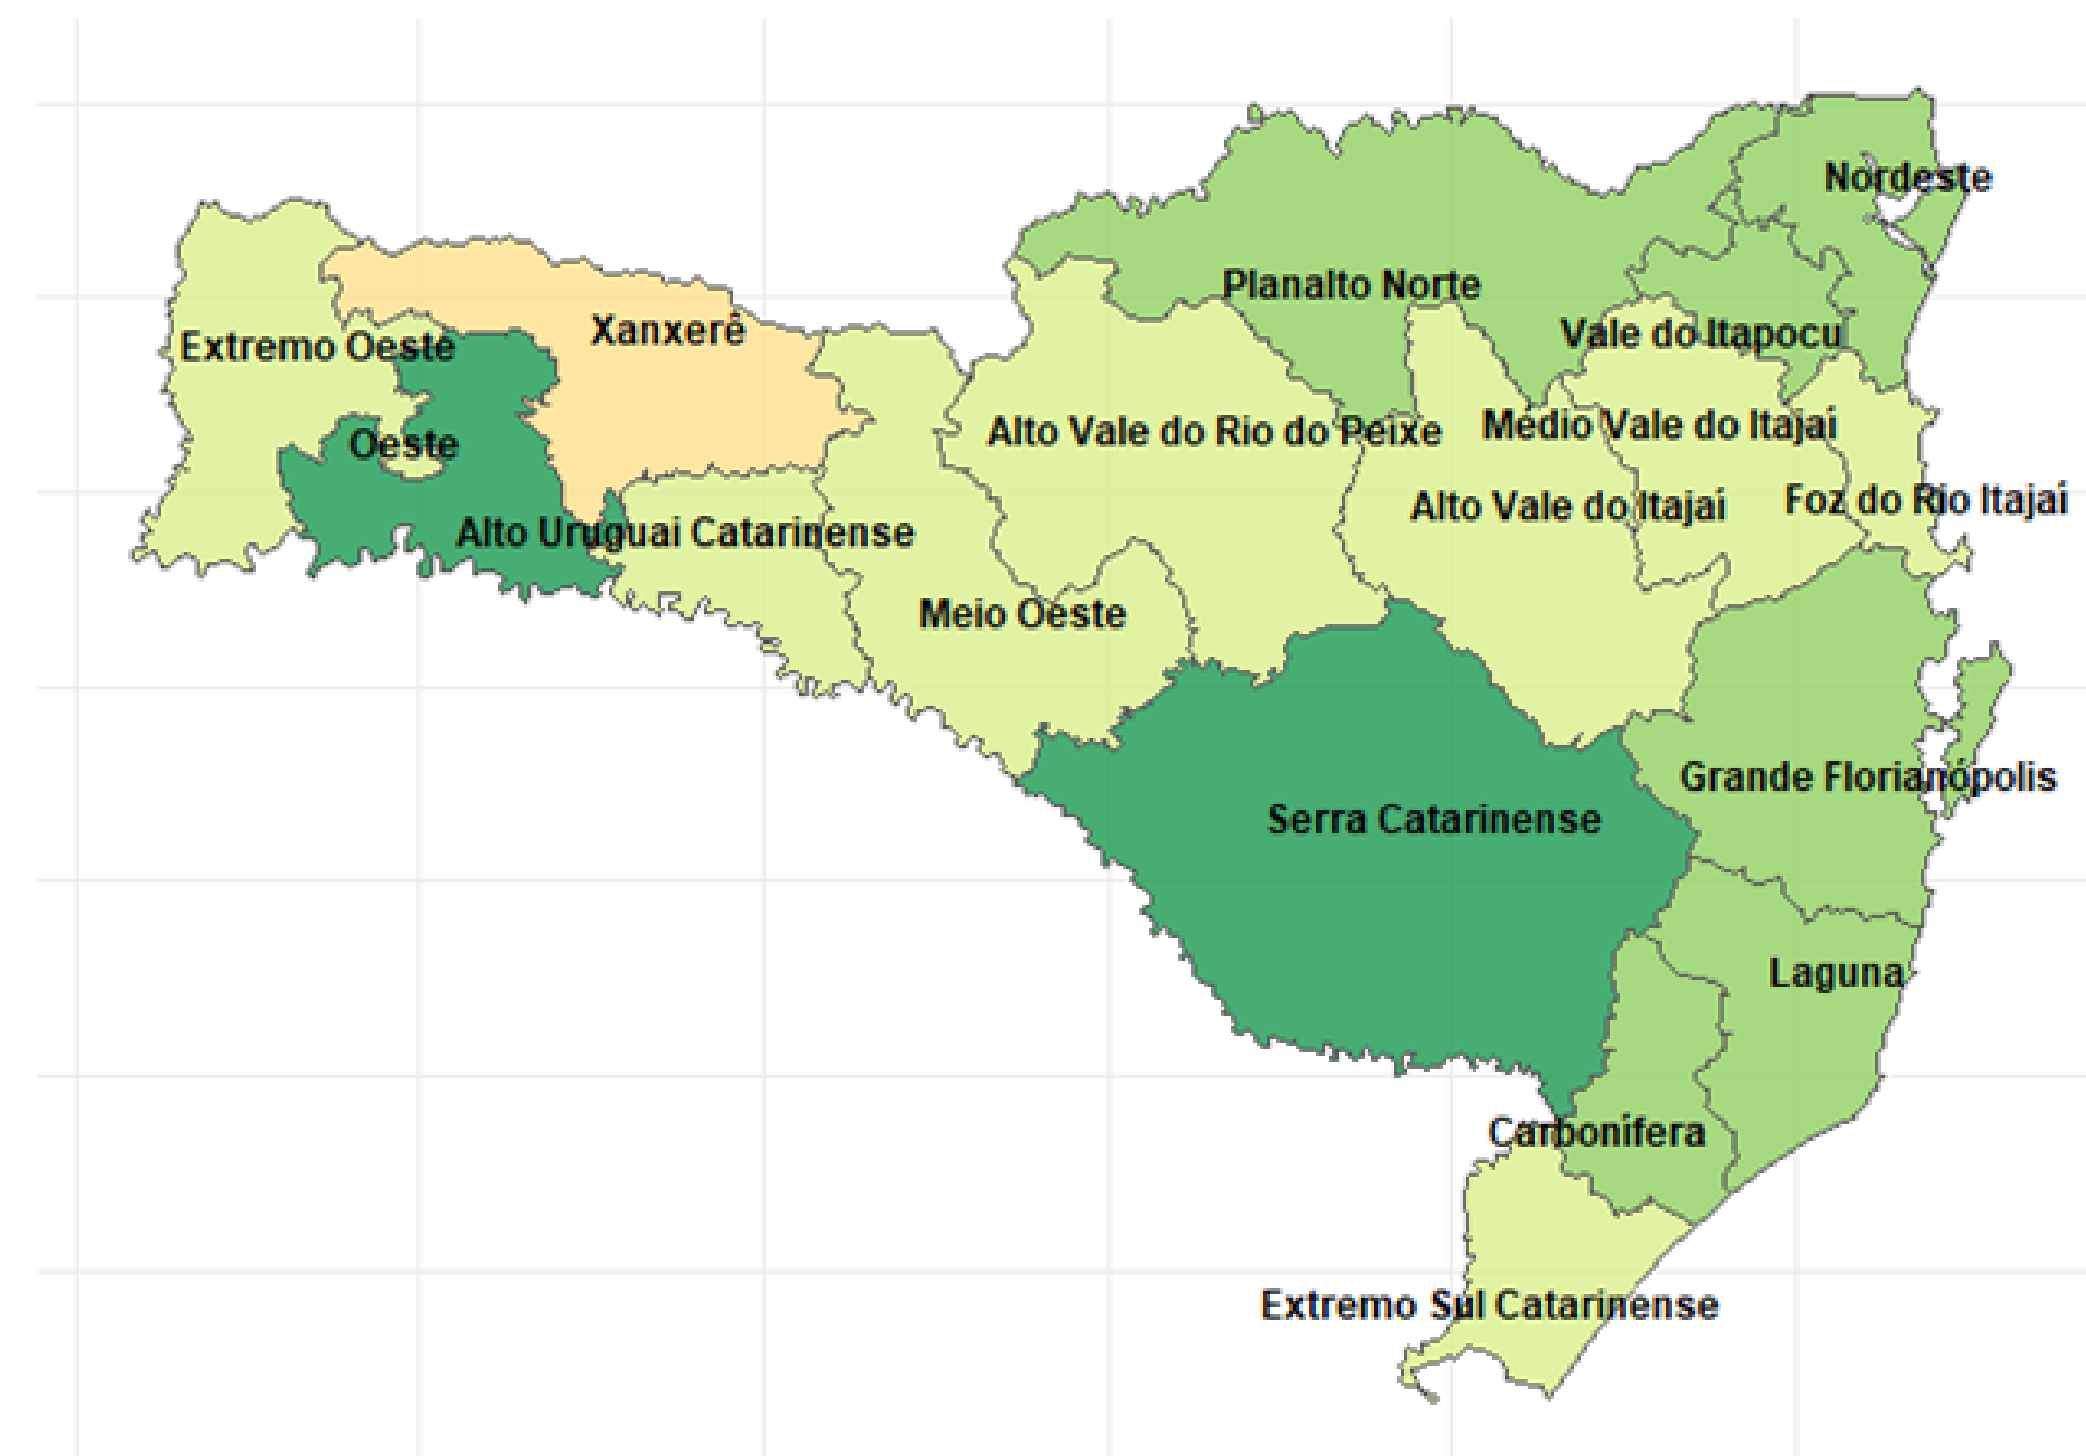 Nordeste
Planalto Norte
Xanxerê
Vale do Itapocu
Extremo Oeste
Alto Vale do Rio do Peixe
Médio Vale do Itajaí
Oeste
Alto Vale do Itajaí
Foz do Rio Itajaí
Alto Uruguai Catarinense
Meio Oeste
Grande Florianópolis
Serra Catarinense
Laguna
Carbonífera
Extremo Sul Catarinense